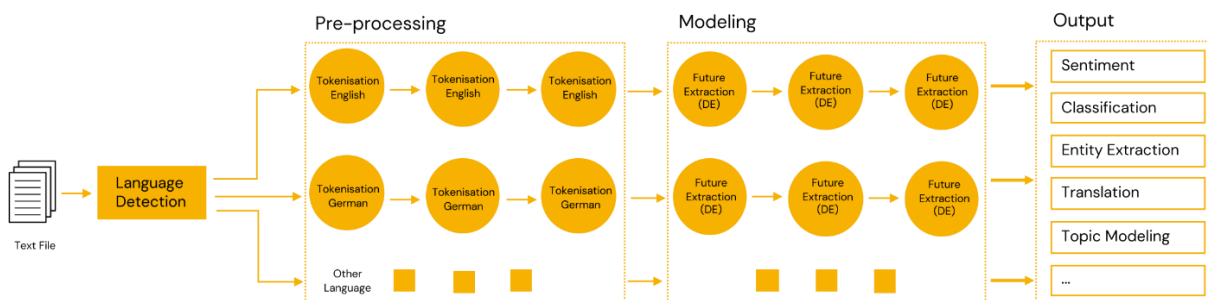 Pre-processing
Modeling
Output
Text File
Language
Detection
Tokenisation
English
Tokenisation
English
Tokenisation
English
Future
Extraction
(DE)
Future
Extraction
(DE)
Future
Extraction
(DE)
Tokenisation
German
Tokenisation
German
Tokenisation
German
Future
Extraction
(DE)
Future
Extraction
(DE)
Future
Extraction
(DE)
Other
Language
Sentiment
Classification
Entity Extraction
Translation
Topic Modeling
...